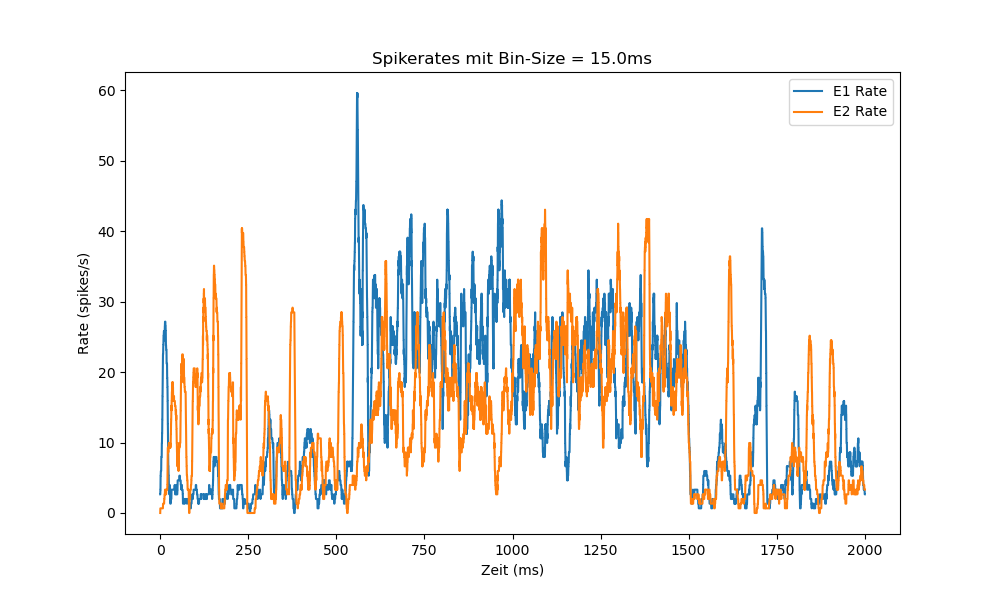 Spikerates mit Bin-Size = 15.0ms
E1 Rate
E2 Rate
Rate (spikes/s)
60
50
40
30
20
10
0
0 250 500 750 1000 1250 1500 1750 2000
Zeit (ms)